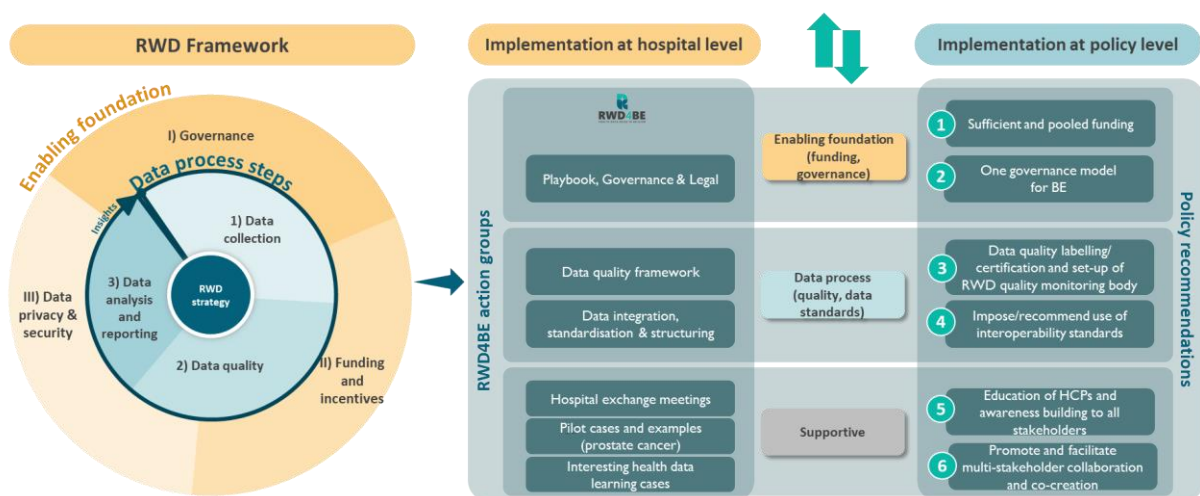 RWD Framework
Enabling foundation
I) Governance
Data process steps
Insights
1) Data
collection
3) Data
analysis
and
reporting
RWD
strategy
III) Data
privacy &
security
2) Data quality
II) Funding
and
incentives
Implementation at hospital level
RWD4BE action groups
RWD4BE
Playbook, Governance & Legal
Data quality framework
Data integration,
standardisation & structuring
Hospital exchange meetings
Pilot cases and examples
(prostate cancer)
Interesting health data
learning cases
Enabling foundation
(funding,
governance)
Data process
(quality, data
standards)
Supportive
Implementation at policy level
1
Sufficient and pooled funding
2
One governance model
for BE
3
Data quality labelling/
certification and set-up of
RWD quality monitoring body
4
Impose/recommend use of
interoperability standards
5
Education of HCPs and
awareness building to all
stakeholders
6
Promote and facilitate
multi-stakeholder collaboration
and co-creation
Policy recommendations